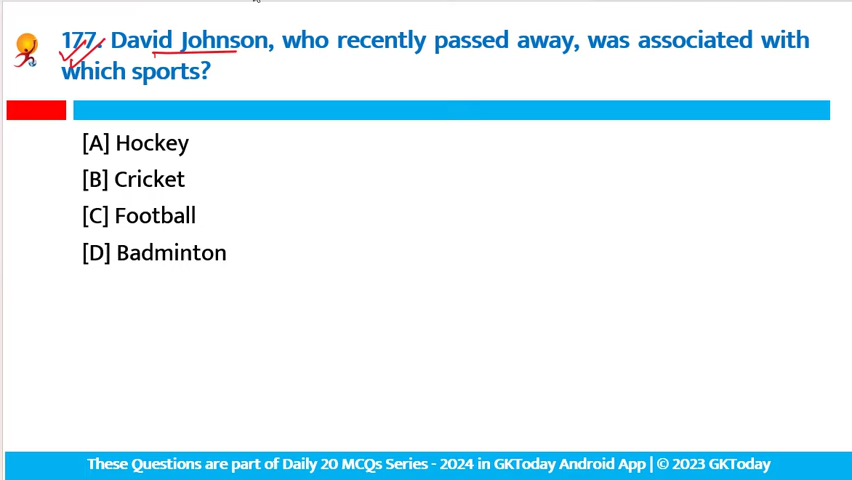 177. David Johnson, who recently passed away, was associated with
which sports?
[A] Hockey
[B] Cricket
[C] Football
[D] Badminton
These Questions are part of Daily 20 MCQs Series - 2024 in GKToday Android App | © 2023 GKToday